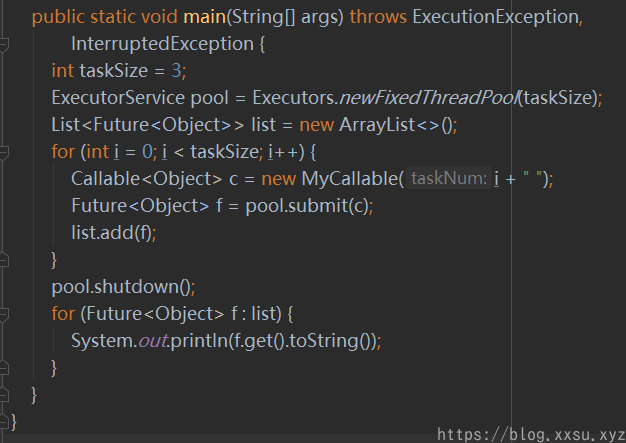 public static void main(String[] args) throws ExecutionException,
InterruptedException {
int taskSize = 3;
ExecutorService pool = Executors.newFixedThreadPool(taskSize);
List<Future<Object>> list = new ArrayList<>();
for (int i = 0; i < taskSize; i++) {
Callable<Object> c = new MyCallable( taskNum: i + " ");
Future<Object> f = pool.submit(c);
list.add(f);
}
pool.shutdown();
for (Future<Object> f : list) {
System.out.println(f.get().toString());
}
}
}
https://blog.xxsu.xyz